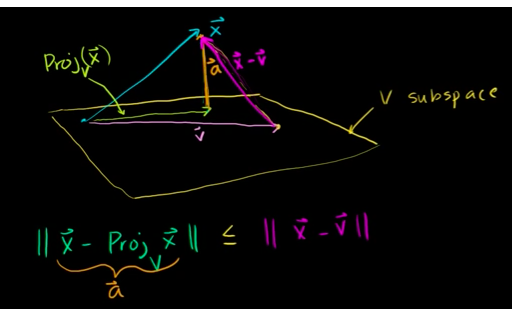 x⃗
Proj_V(x⃗)
a⃗
x⃗ - v⃗
V subspace
v⃗
‖ x⃗ - Proj_V x⃗ ‖ ≤ ‖ x⃗ - v⃗ ‖
a⃗